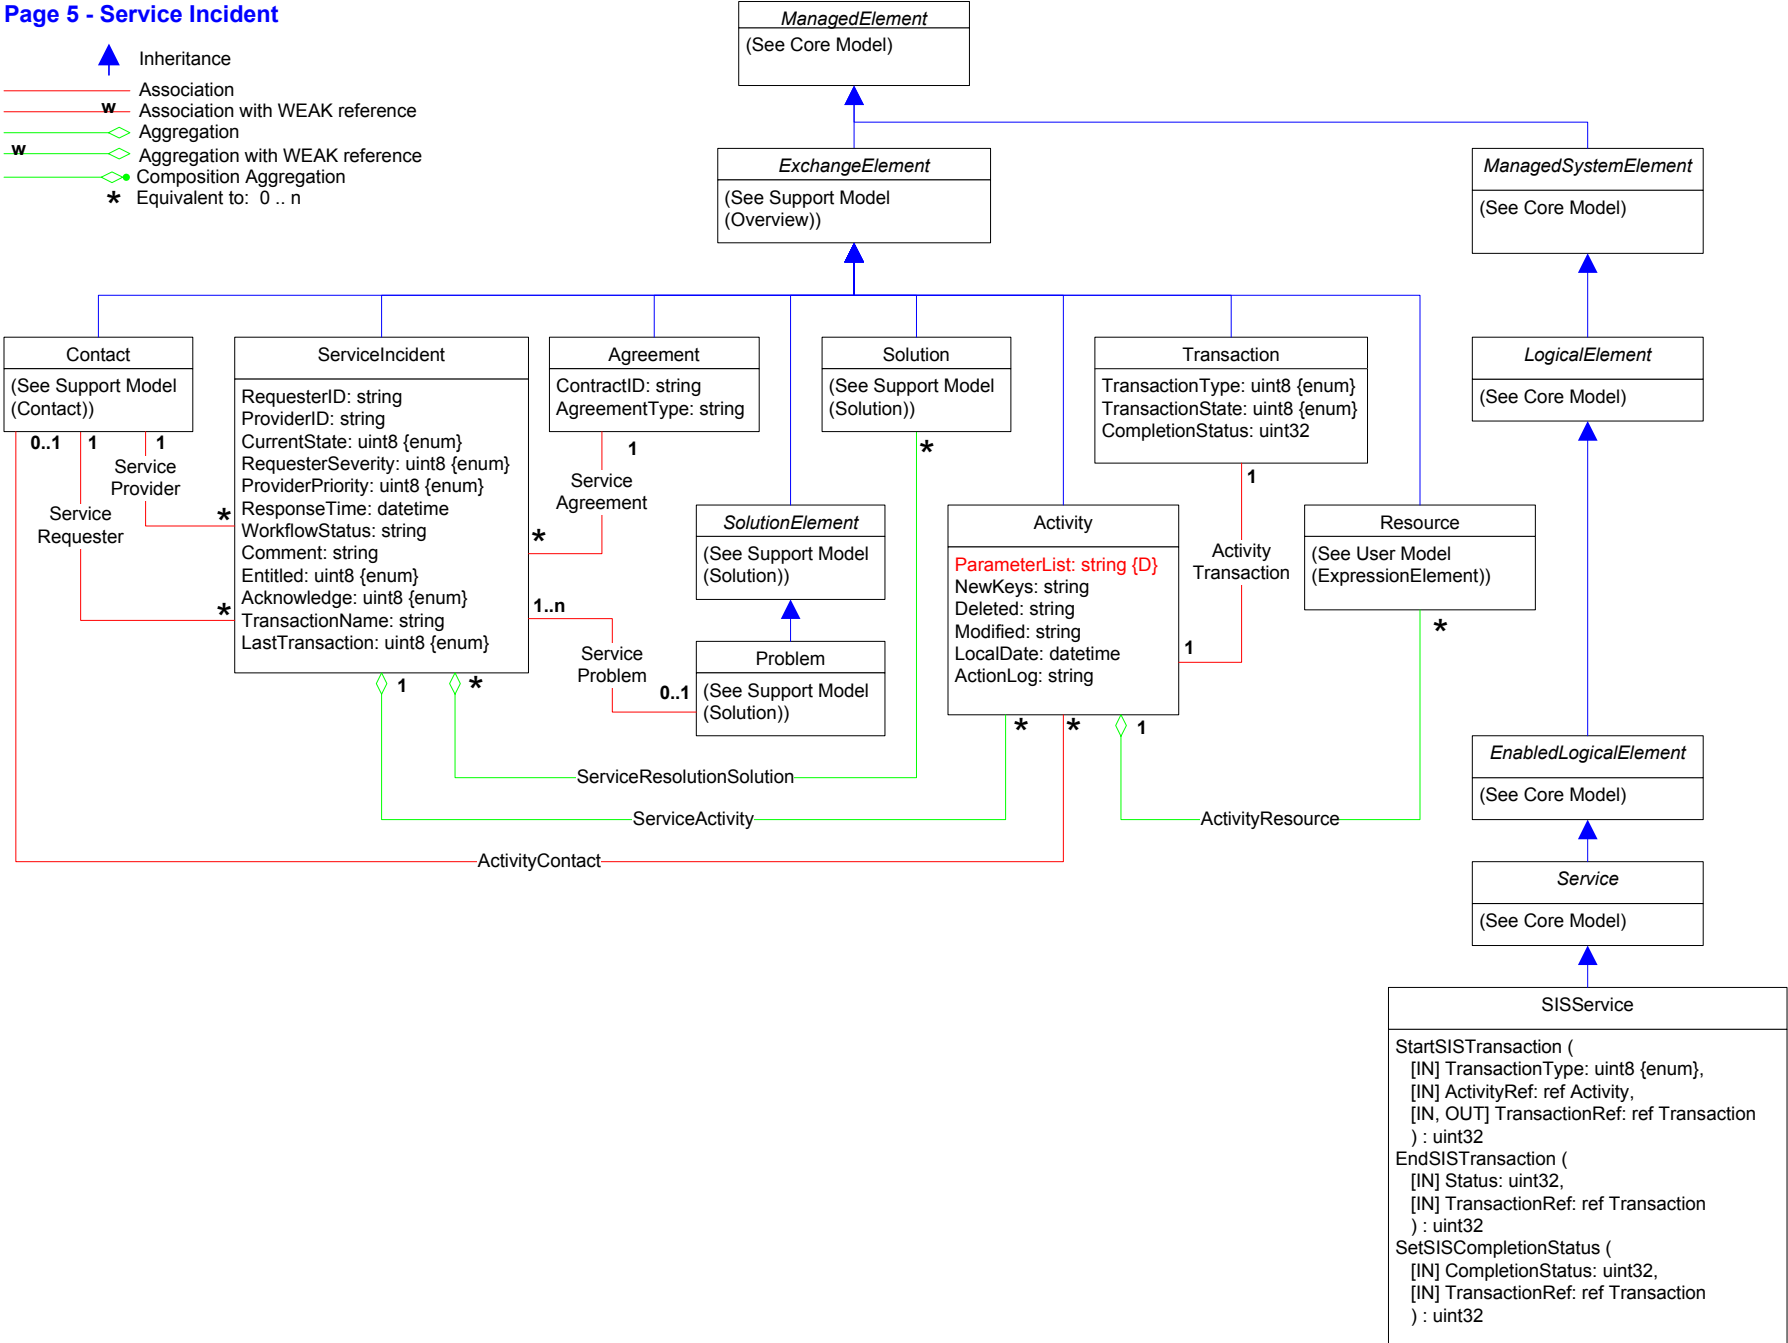 Page 5 - Service Incident
Inheritance
Association
w
Association with WEAK reference
Aggregation
w
Aggregation with WEAK reference
Composition Aggregation
* Equivalent to: 0 .. n
ManagedElement
(See Core Model)
ExchangeElement
(See Support Model
(Overview))
ManagedSystemElement
(See Core Model)
Contact
(See Support Model
(Contact))
ServiceIncident
RequesterID: string
ProviderID: string
CurrentState: uint8 {enum}
RequesterSeverity: uint8 {enum}
ProviderPriority: uint8 {enum}
ResponseTime: datetime
WorkflowStatus: string
Comment: string
Entitled: uint8 {enum}
Acknowledge: uint8 {enum}
TransactionName: string
LastTransaction: uint8 {enum}
Agreement
ContractID: string
AgreementType: string
Solution
(See Support Model
(Solution))
Transaction
TransactionType: uint8 {enum}
TransactionState: uint8 {enum}
CompletionStatus: uint32
LogicalElement
(See Core Model)
0..1
1
1
Service
Provider
*
Service
Requester
*
1
Service
Agreement
*
*
1
SolutionElement
(See Support Model
(Solution))
Activity
ParameterList: string {D}
NewKeys: string
Deleted: string
Modified: string
LocalDate: datetime
ActionLog: string
Activity
Transaction
1
Resource
(See User Model
(ExpressionElement))
*
1..n
Service
Problem
0..1
Problem
(See Support Model
(Solution))
1
*
*
*
1
ServiceResolutionSolution
ServiceActivity
ActivityResource
ActivityContact
EnabledLogicalElement
(See Core Model)
Service
(See Core Model)
SISService
StartSISTransaction (
[IN] TransactionType: uint8 {enum},
[IN] ActivityRef: ref Activity,
[IN, OUT] TransactionRef: ref Transaction
) : uint32
EndSISTransaction (
[IN] Status: uint32,
[IN] TransactionRef: ref Transaction
) : uint32
SetSISCompletionStatus (
[IN] CompletionStatus: uint32,
[IN] TransactionRef: ref Transaction
) : uint32